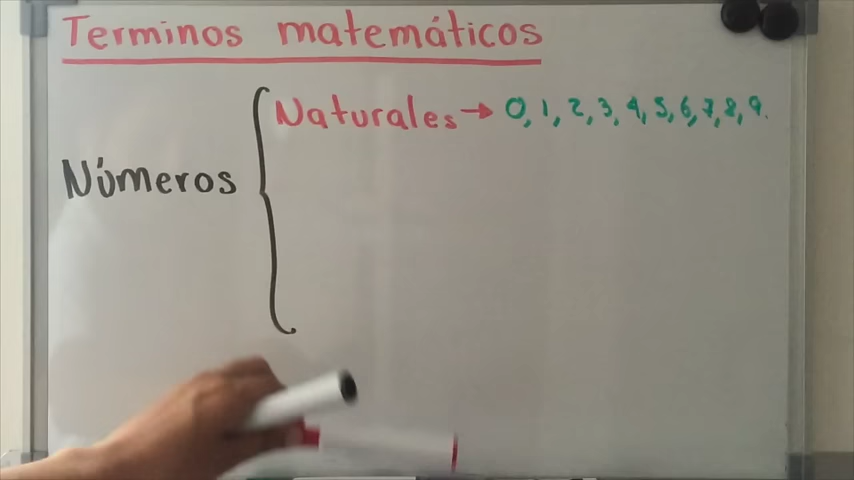 Terminos matemáticos
Naturales → 0, 1, 2, 3, 4, 5, 6, 7, 8, 9.
Números